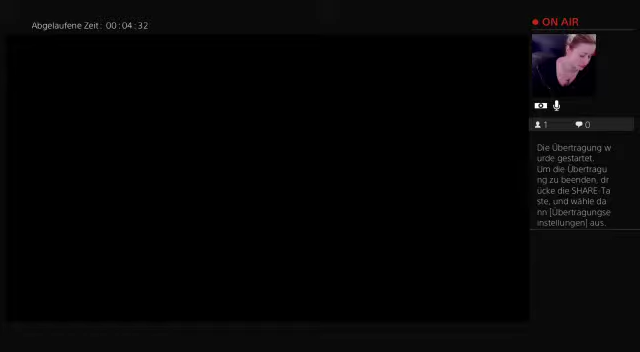 Abgelaufene Zeit: 00:04:32
ON AIR
1 0
Die Übertragung w
urde gestartet.
Um die Übertragu
ng zu beenden, dr
ücke die SHARE-Ta
ste, und wähle da
nn [Übertragungse
instellungen] aus.